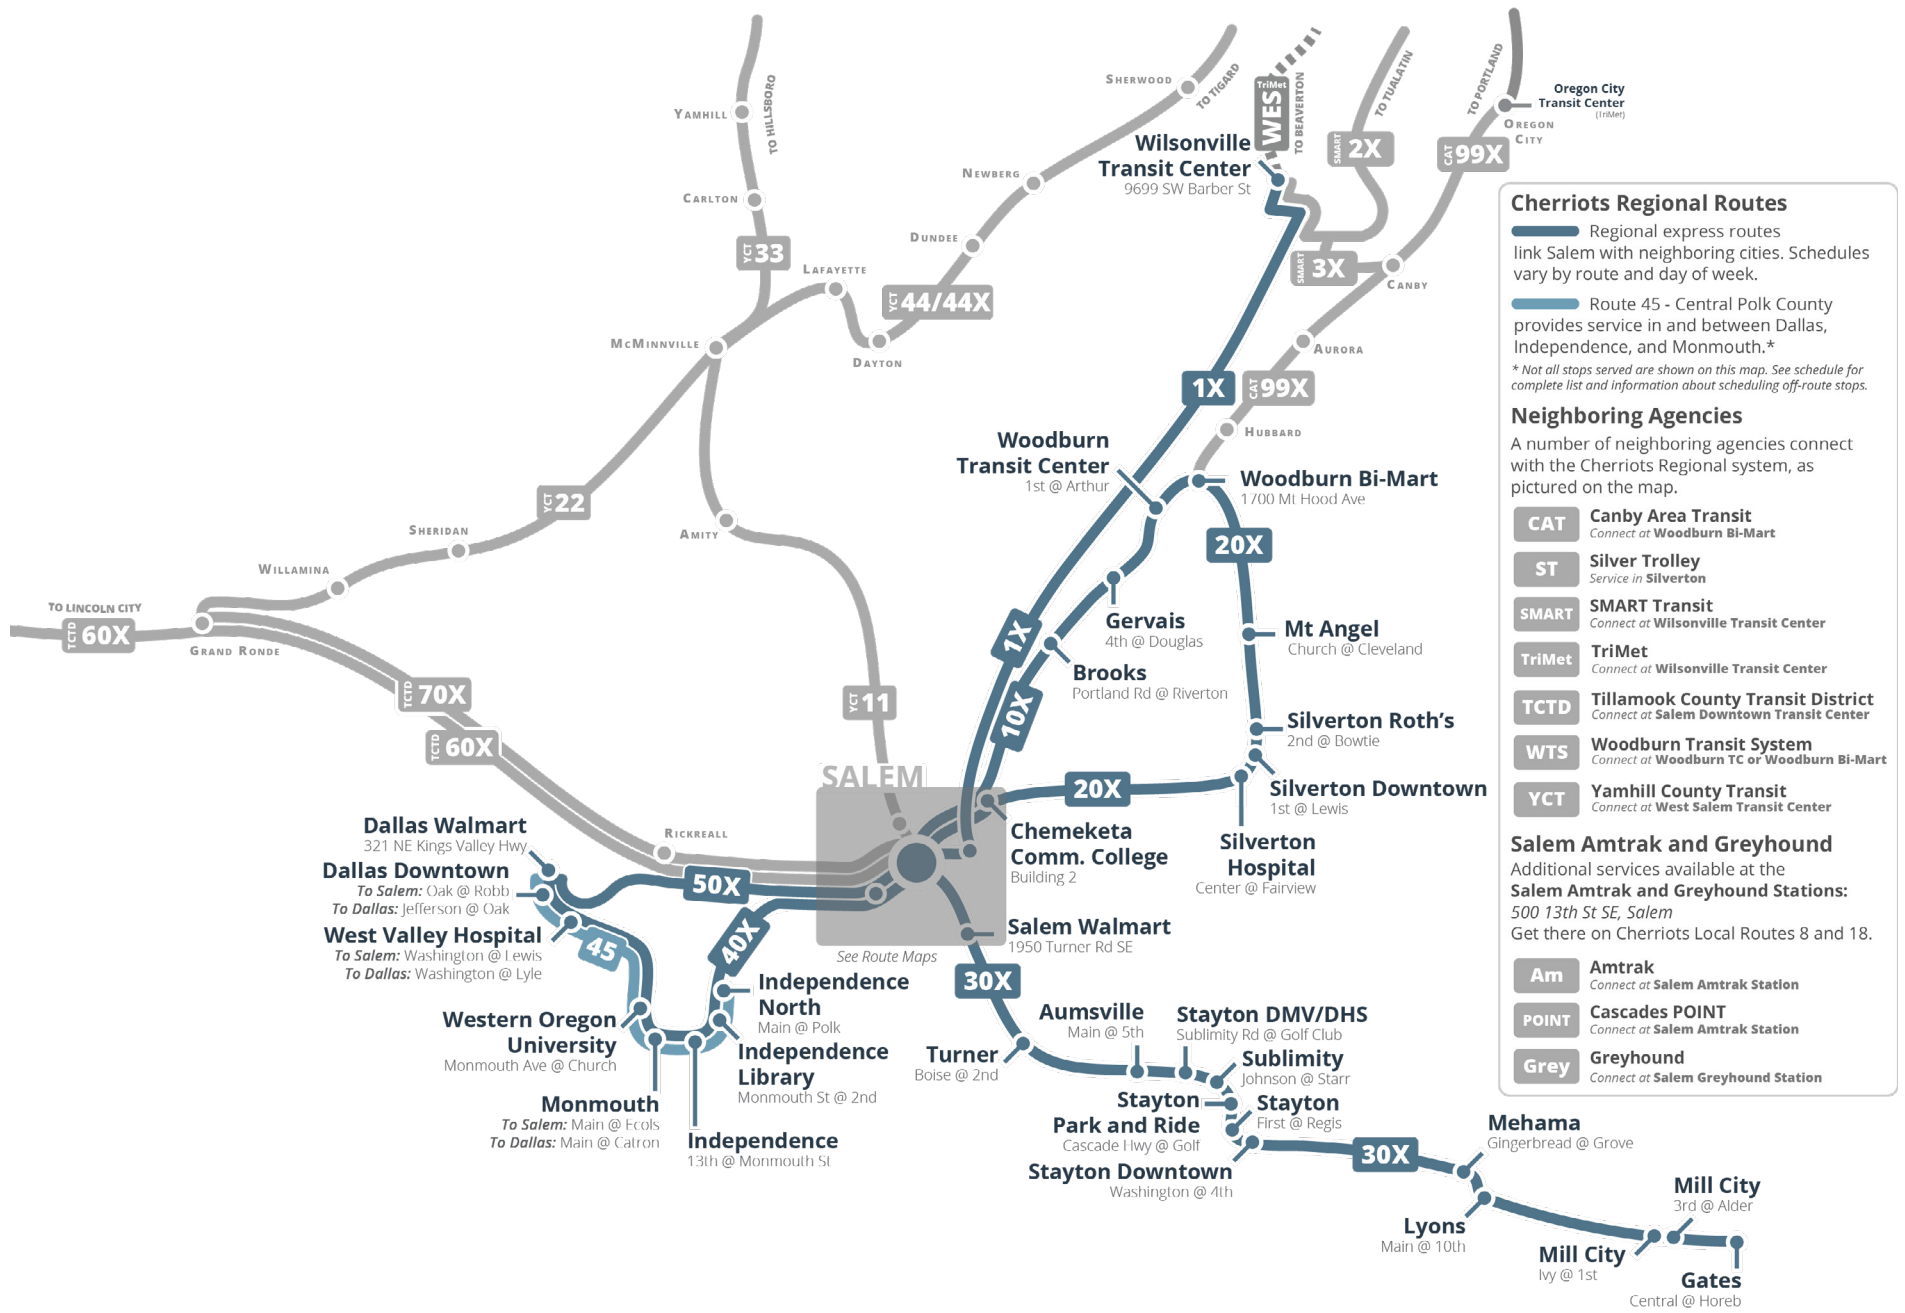 YAMHILL
TO HILLSBORO
CARLTON
YCT 33
SHERWOOD
TO TIGARD
NEWBERG
DUNDEE
LAFAYETTE
YCT 44/44X
MCMINNVILLE
DAYTON
TriMet
WES
TO BEAVERTON
Wilsonville
Transit Center
9699 SW Barber St
SMART 2X
TO TUALATIN
TO PORTLAND
CAT 99X
Oregon City
Transit Center
(TriMet)
OREGON
CITY
SMART 3X
CANBY
AURORA
1X
CAT 99X
HUBBARD
Woodburn
Transit Center
1st @ Arthur
Woodburn Bi-Mart
1700 Mt Hood Ave
20X
YCT 22
AMITY
SHERIDAN
WILLAMINA
TO LINCOLN CITY
TCTD 60X
GRAND RONDE
TCTD 70X
TCTD 60X
YCT 11
1X
10X
Gervais
4th @ Douglas
Brooks
Portland Rd @ Riverton
Mt Angel
Church @ Cleveland
Silverton Roth's
2nd @ Bowtie
Silverton Downtown
1st @ Lewis
Silverton
Hospital
Center @ Fairview
20X
SALEM
RICKREALL
Chemeketa
Comm. College
Building 2
Dallas Walmart
321 NE Kings Valley Hwy
Dallas Downtown
To Salem: Oak @ Robb
To Dallas: Jefferson @ Oak
West Valley Hospital
To Salem: Washington @ Lewis
To Dallas: Washington @ Lyle
50X
40X
45
See Route Maps
Salem Walmart
1950 Turner Rd SE
30X
Western Oregon
University
Monmouth Ave @ Church
Independence
North
Main @ Polk
Independence
Library
Monmouth St @ 2nd
Monmouth
To Salem: Main @ Ecols
To Dallas: Main @ Catron
Independence
13th @ Monmouth St
Turner
Boise @ 2nd
Aumsville
Main @ 5th
Stayton DMV/DHS
Sublimity Rd @ Golf Club
Sublimity
Johnson @ Starr
Stayton
Park and Ride
Cascade Hwy @ Golf
Stayton
First @ Regis
Stayton Downtown
Washington @ 4th
30X
Mehama
Gingerbread @ Grove
Lyons
Main @ 10th
Mill City
3rd @ Alder
Mill City
Ivy @ 1st
Gates
Central @ Horeb
Cherriots Regional Routes
Regional express routes
link Salem with neighboring cities. Schedules
vary by route and day of week.
Route 45 - Central Polk County
provides service in and between Dallas,
Independence, and Monmouth.*
* Not all stops served are shown on this map. See schedule for
complete list and information about scheduling off-route stops.
Neighboring Agencies
A number of neighboring agencies connect
with the Cherriots Regional system, as
pictured on the map.
CAT Canby Area Transit
Connect at Woodburn Bi-Mart
ST Silver Trolley
Service in Silverton
SMART SMART Transit
Connect at Wilsonville Transit Center
TriMet TriMet
Connect at Wilsonville Transit Center
TCTD Tillamook County Transit District
Connect at Salem Downtown Transit Center
WTS Woodburn Transit System
Connect at Woodburn TC or Woodburn Bi-Mart
YCT Yamhill County Transit
Connect at West Salem Transit Center
Salem Amtrak and Greyhound
Additional services available at the
Salem Amtrak and Greyhound Stations:
500 13th St SE, Salem
Get there on Cherriots Local Routes 8 and 18.
Am Amtrak
Connect at Salem Amtrak Station
POINT Cascades POINT
Connect at Salem Amtrak Station
Grey Greyhound
Connect at Salem Greyhound Station